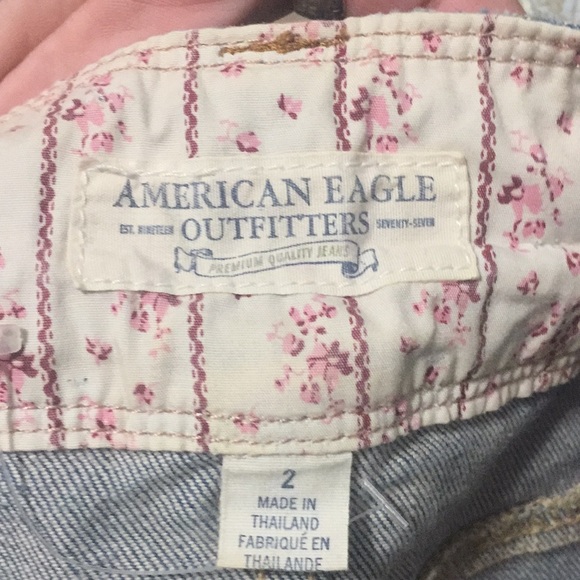 AMERICAN EAGLE
EST. NINETEEN OUTFITTERS SEVENTY-SEVEN
PREMIUM QUALITY JEANS
2
MADE IN
THAILAND
FABRIQUÉ EN
THAILANDE